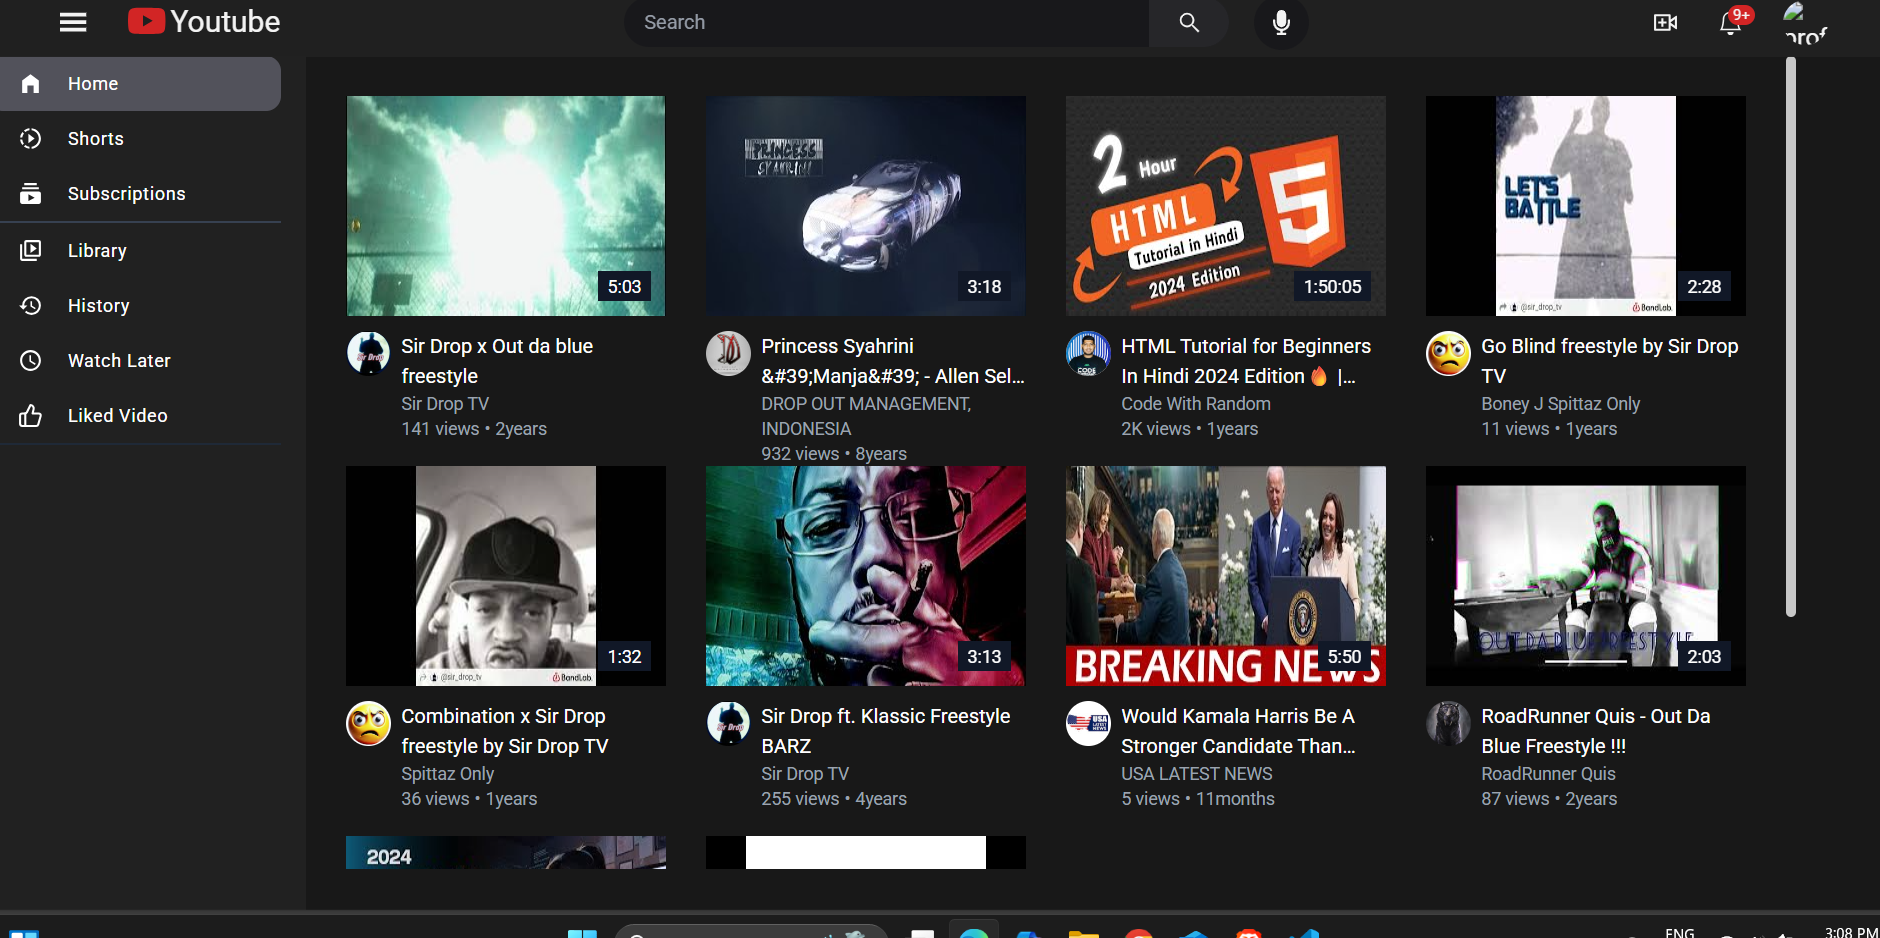 Youtube
Search
9+
prof
Home
Shorts
Subscriptions
Library
History
Watch Later
Liked Video
5:03
PRINCESS
SYAHRINI
3:18
2 Hour
HTML
Tutorial in Hindi
2024 Edition
5
1:50:05
LET'S
BATTLE
@sir_drop_tv
BandLab.
2:28
Sir Drop x Out da blue
freestyle
Sir Drop TV
141 views • 2years
Princess Syahrini
&#39;Manja&#39; - Allen Sel...
DROP OUT MANAGEMENT,
INDONESIA
932 views • 8years
CODE
HTML Tutorial for Beginners
In Hindi 2024 Edition🔥 |...
Code With Random
2K views • 1years
Go Blind freestyle by Sir Drop
TV
Boney J Spittaz Only
11 views • 1years
@sir_drop_tv
BandLab.
1:32
3:13
BREAKING NEWS
5:50
OUT DA BLUE FREESTYLE
2:03
Combination x Sir Drop
freestyle by Sir Drop TV
Spittaz Only
36 views • 1years
Sir Drop ft. Klassic Freestyle
BARZ
Sir Drop TV
255 views • 4years
USA
LATEST
NEWS
Would Kamala Harris Be A
Stronger Candidate Than...
USA LATEST NEWS
5 views • 11months
RoadRunner Quis - Out Da
Blue Freestyle !!!
RoadRunner Quis
87 views • 2years
2024
ENG
3:08 PM